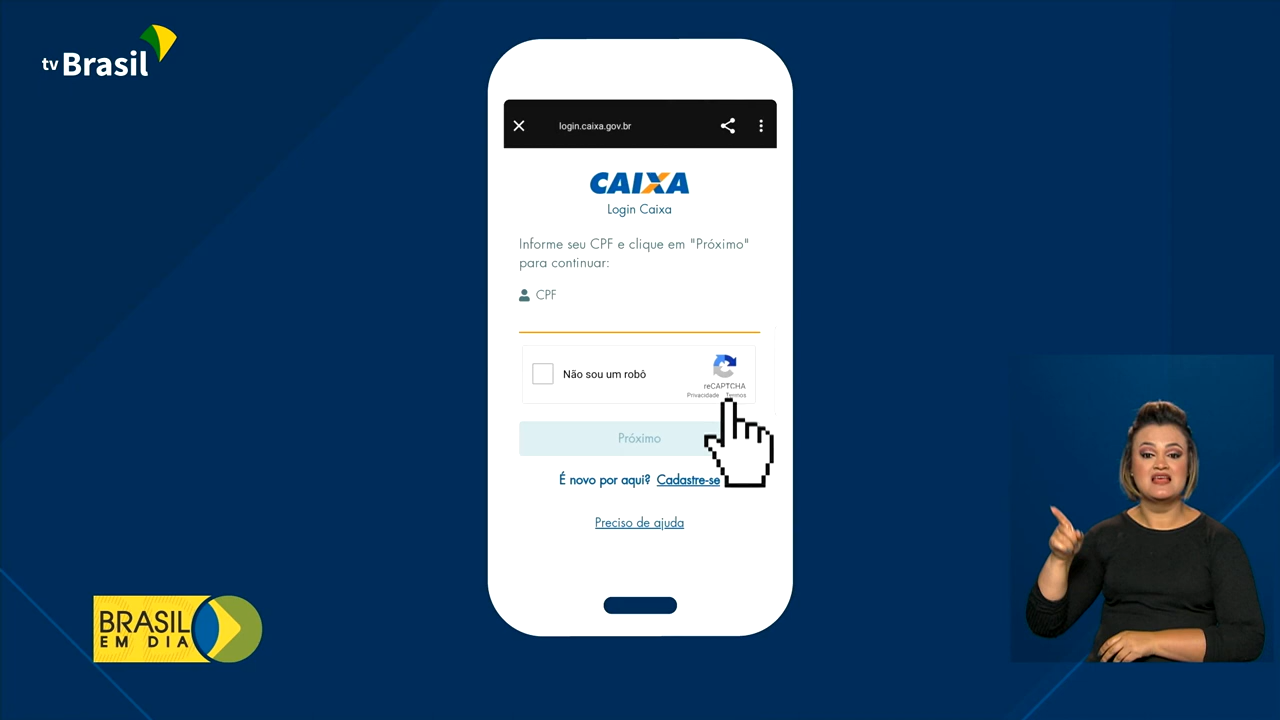 tv Brasil
login.caixa.gov.br
CAIXA
Login Caixa
Informe seu CPF e clique em "Próximo"
para continuar:
CPF
Não sou um robô
reCAPTCHA
Privacidade Termos
Próximo
É novo por aqui? Cadastre-se
Preciso de ajuda
BRASIL
EM DIA